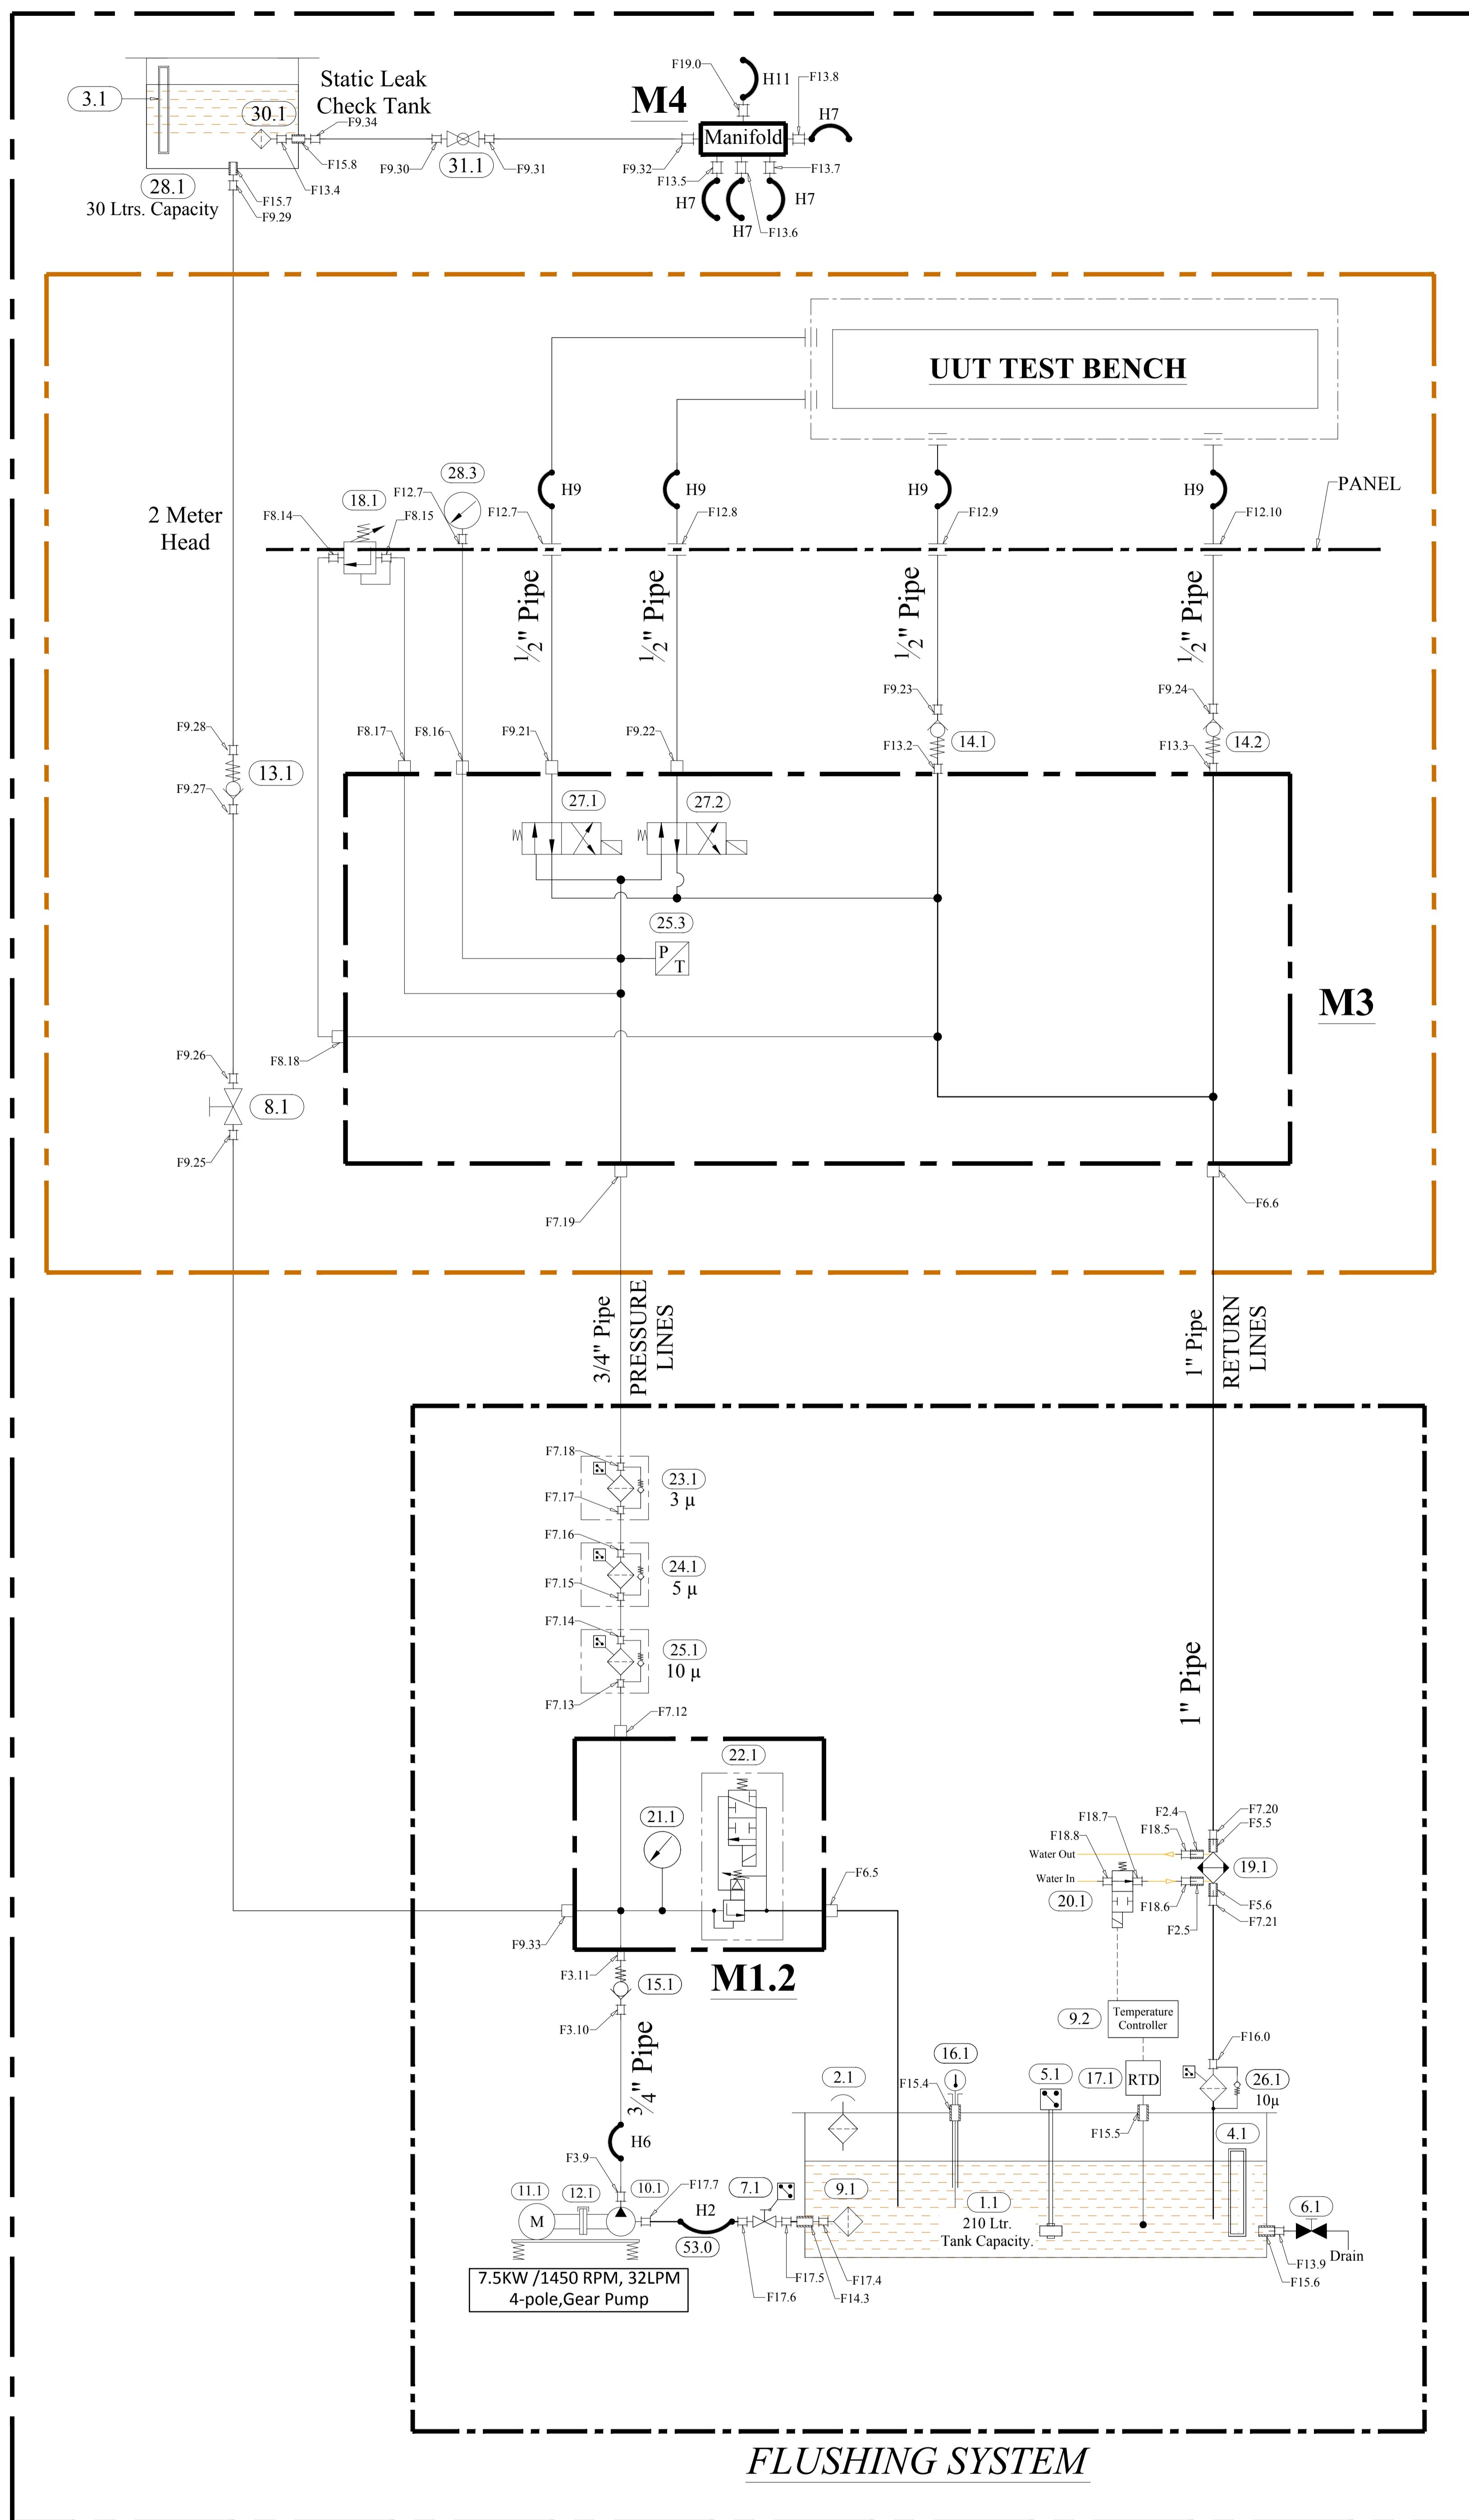 3.1
Static Leak
Check Tank
30.1
F9.34
F15.8
F13.4
28.1
30 Ltrs. Capacity
F15.7
F9.29
F9.30
31.1
F9.31
M4
F19.0
H11
F13.8
H7
Manifold
F9.32
F13.5
F13.7
H7
H7
H7
F13.6
UUT TEST BENCH
28.3
18.1
F12.7
F8.14
F8.15
2 Meter
Head
H9
H9
H9
H9
PANEL
F12.7
F12.8
F12.9
F12.10
1/2" Pipe
1/2" Pipe
1/2" Pipe
1/2" Pipe
F9.23
F9.24
F9.28
F8.17
F8.16
F9.21
F9.22
14.1
14.2
F13.2
F13.3
13.1
F9.27
27.1
27.2
25.3
P
T
M3
F8.18
F9.26
8.1
F9.25
F7.19
F6.6
3/4" Pipe
PRESSURE
LINES
1" Pipe
RETURN
LINES
F7.18
23.1
3 μ
F7.17
F7.16
24.1
5 μ
F7.15
F7.14
25.1
10 μ
F7.13
F7.12
1" Pipe
22.1
21.1
F6.5
F9.33
M1.2
F3.11
15.1
F3.10
3/4" Pipe
F18.7
F2.4
F7.20
F18.8
F18.5
F5.5
Water Out
19.1
Water In
20.1
F18.6
F5.6
F2.5
F7.21
9.2
Temperature
Controller
F16.0
16.1
2.1
5.1
17.1
RTD
26.1
10μ
F15.4
F15.5
4.1
H6
F3.9
11.1
12.1
10.1
F17.7
7.1
9.1
H2
M
53.0
1.1
210 Ltr.
Tank Capacity.
6.1
Drain
F13.9
F15.6
F17.5
F17.4
F17.6
F14.3
7.5KW /1450 RPM, 32LPM
4-pole,Gear Pump
FLUSHING SYSTEM